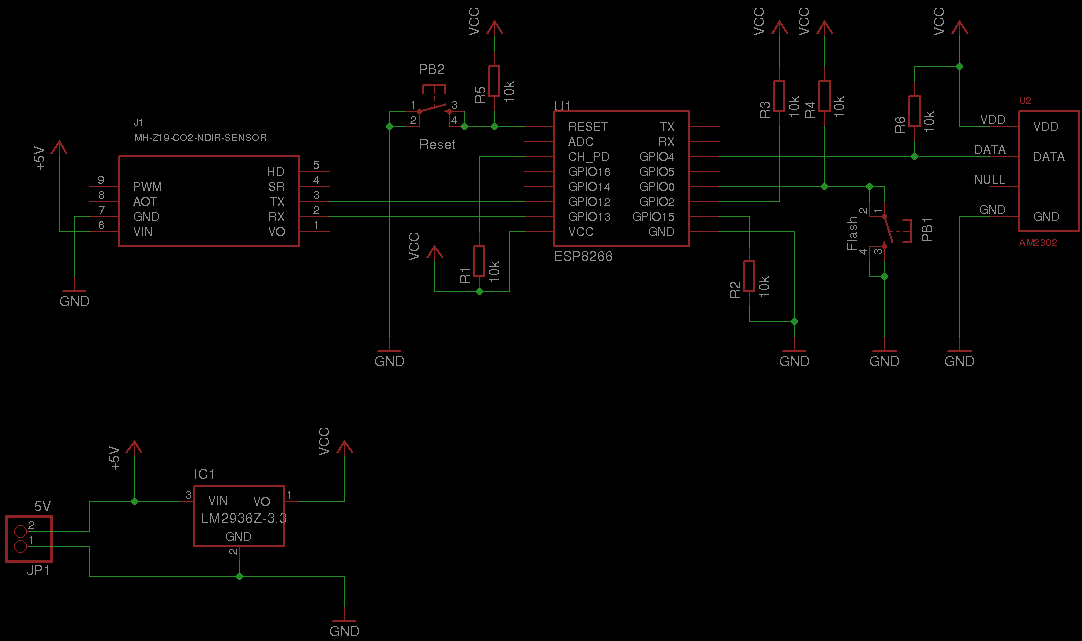 VCC
VCC
VCC
VCC
PB2
R5
10k
1
3
2
4
Reset
R3
10k
R4
10k
R6
10k
U2
VDD
VDD
DATA
DATA
NULL
GND
GND
AM2302
J1
MH-Z19-CO2-NDIR-SENSOR
+5V
HD
5
9
PWM
SR
4
8
AOT
TX
3
7
GND
RX
2
6
VIN
VO
1
GND
U1
RESET
TX
ADC
RX
CH_PD
GPIO4
GPIO16
GPIO5
GPIO14
GPIO0
GPIO12
GPIO2
GPIO13
GPIO15
VCC
GND
ESP8266
VCC
R1
10k
R2
10k
Flash
2
1
4
3
PB1
GND
GND
GND
GND
+5V
VCC
IC1
5V
3
VIN
VO
1
LM2936Z-3.3
GND
2
2
1
JP1
GND